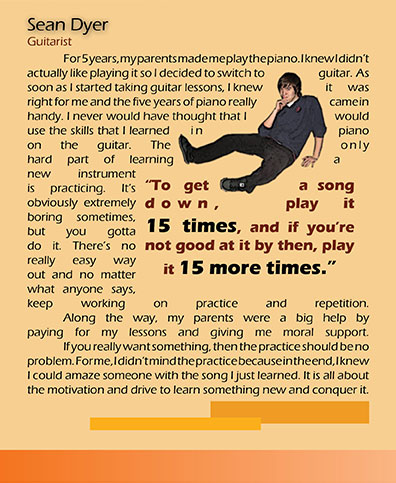 Sean Dyer
Guitarist
For 5 years, my parents made me play the piano. I knew I didn't
actually like playing it so I decided to switch to guitar. As
soon as I started taking guitar lessons, I knew it was
right for me and the five years of piano really came in
handy. I never would have thought that I would
use the skills that I learned in piano
on the guitar. The only
hard part of learning a
new instrument
is practicing. It's
obviously extremely
boring sometimes,
but you gotta
do it. There's no
really easy way
out and no matter
what anyone says,
keep working on practice and repetition.
"To get a song
down, play it
15 times, and if you're
not good at it by then, play
it 15 more times."
Along the way, my parents were a big help by
paying for my lessons and giving me moral support.
If you really want something, then the practice should be no
problem. For me, I didn't mind the practice because in the end, I knew
I could amaze someone with the song I just learned. It is all about
the motivation and drive to learn something new and conquer it.